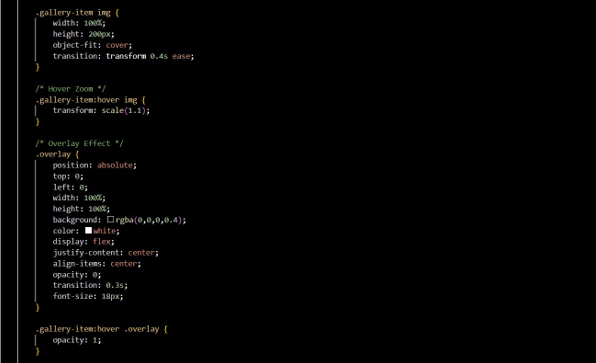 .gallery-item img {
width: 100%;
height: 200px;
object-fit: cover;
transition: transform 0.4s ease;
}
/* Hover Zoom */
.gallery-item:hover img {
transform: scale(1.1);
}
/* Overlay Effect */
.overlay {
position: absolute;
top: 0;
left: 0;
width: 100%;
height: 100%;
background: rgba(0,0,0,0.4);
color: white;
display: flex;
justify-content: center;
align-items: center;
opacity: 0;
transition: 0.3s;
font-size: 18px;
}
.gallery-item:hover .overlay {
opacity: 1;
}